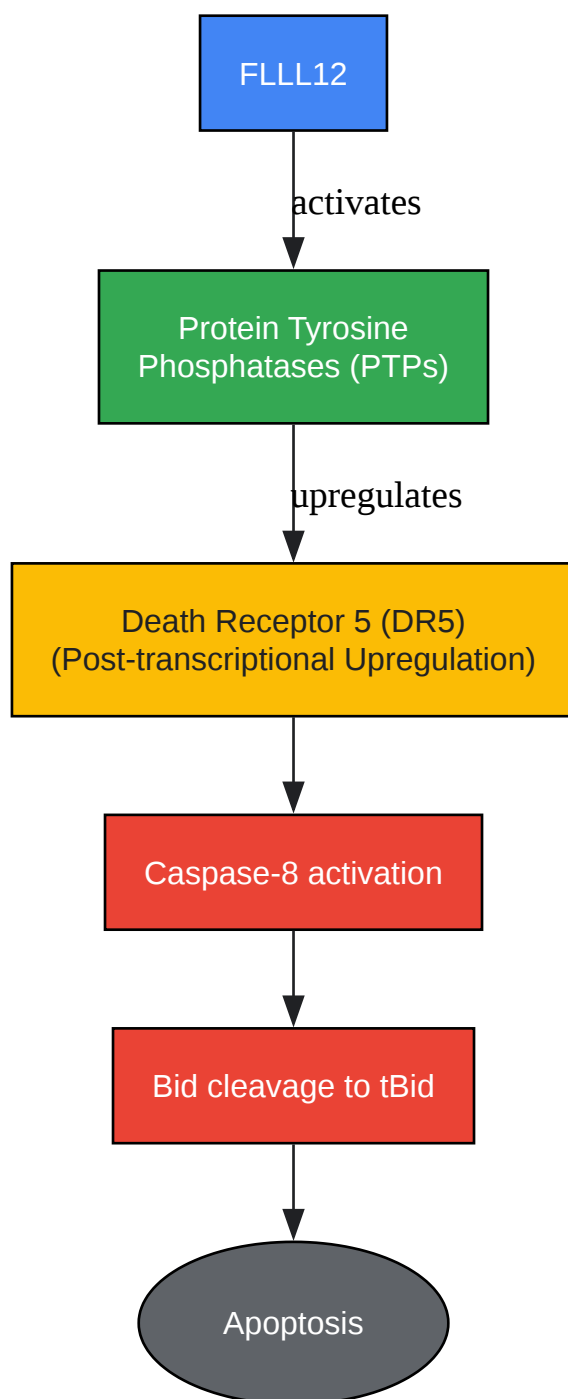 FLLL12
activates
Protein Tyrosine
Phosphatases (PTPs)
upregulates
Death Receptor 5 (DR5)
(Post-transcriptional Upregulation)
Caspase-8 activation
Bid cleavage to tBid
Apoptosis